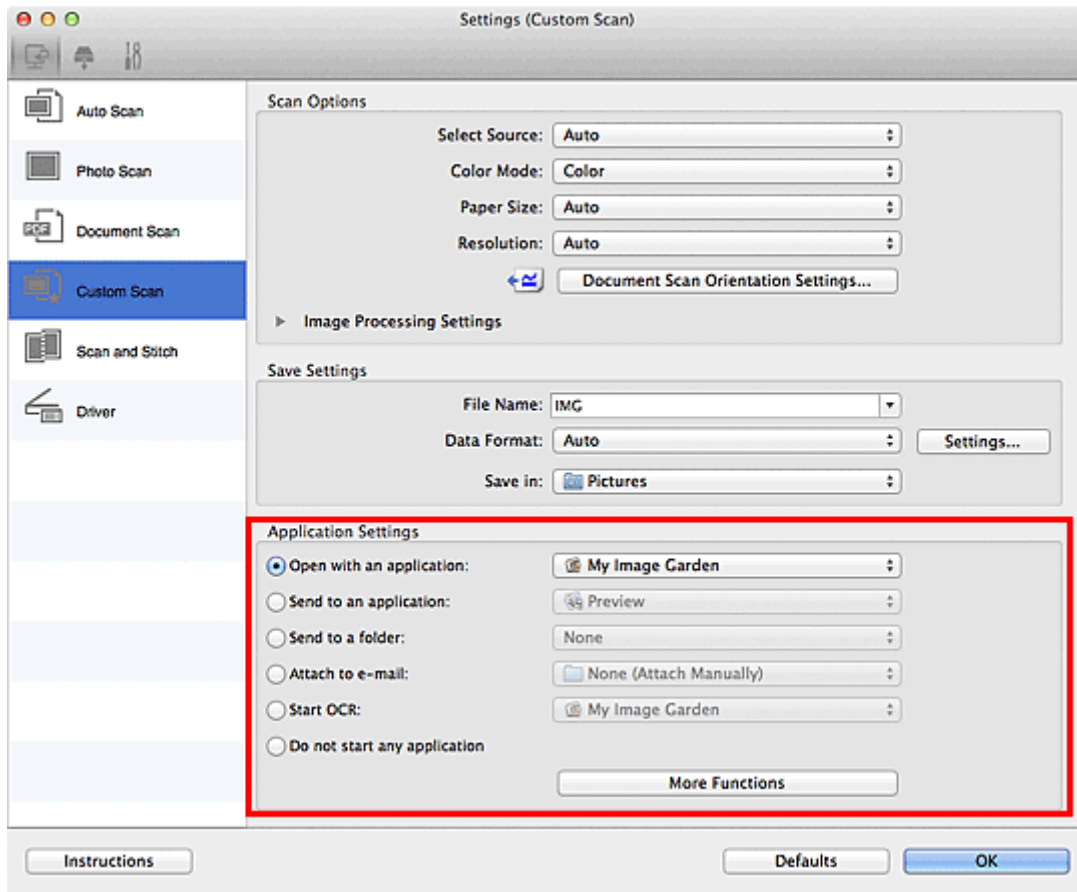 Settings (Custom Scan)
Auto Scan
Photo Scan
PDF
Document Scan
Custom Scan
Scan and Stitch
Driver
Scan Options
Select Source: Auto
Color Mode: Color
Paper Size: Auto
Resolution: Auto
Document Scan Orientation Settings...
Image Processing Settings
Save Settings
File Name: IMG
Data Format: Auto Settings...
Save in: Pictures
Application Settings
Open with an application: My Image Garden
Send to an application: Preview
Send to a folder: None
Attach to e-mail: None (Attach Manually)
Start OCR: My Image Garden
Do not start any application
More Functions
Instructions Defaults OK